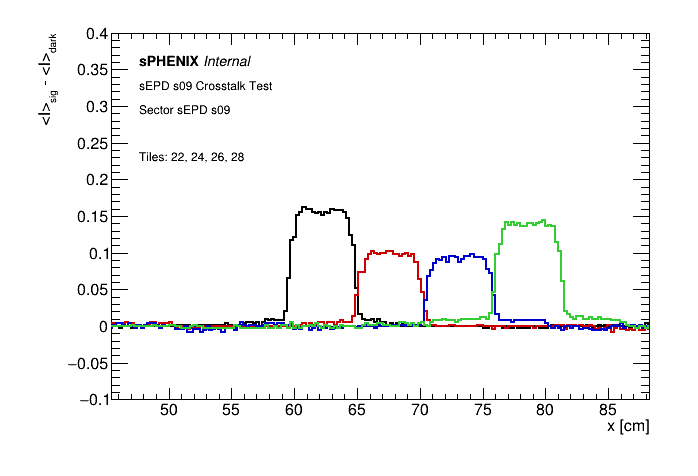 <I>sig - <I>dark
0.4
0.35
0.3
0.25
0.2
0.15
0.1
0.05
0
−0.05
−0.1
sPHENIX Internal
sEPD s09 Crosstalk Test
Sector sEPD s09
Tiles: 22, 24, 26, 28
50 55 60 65 70 75 80 85
x [cm]